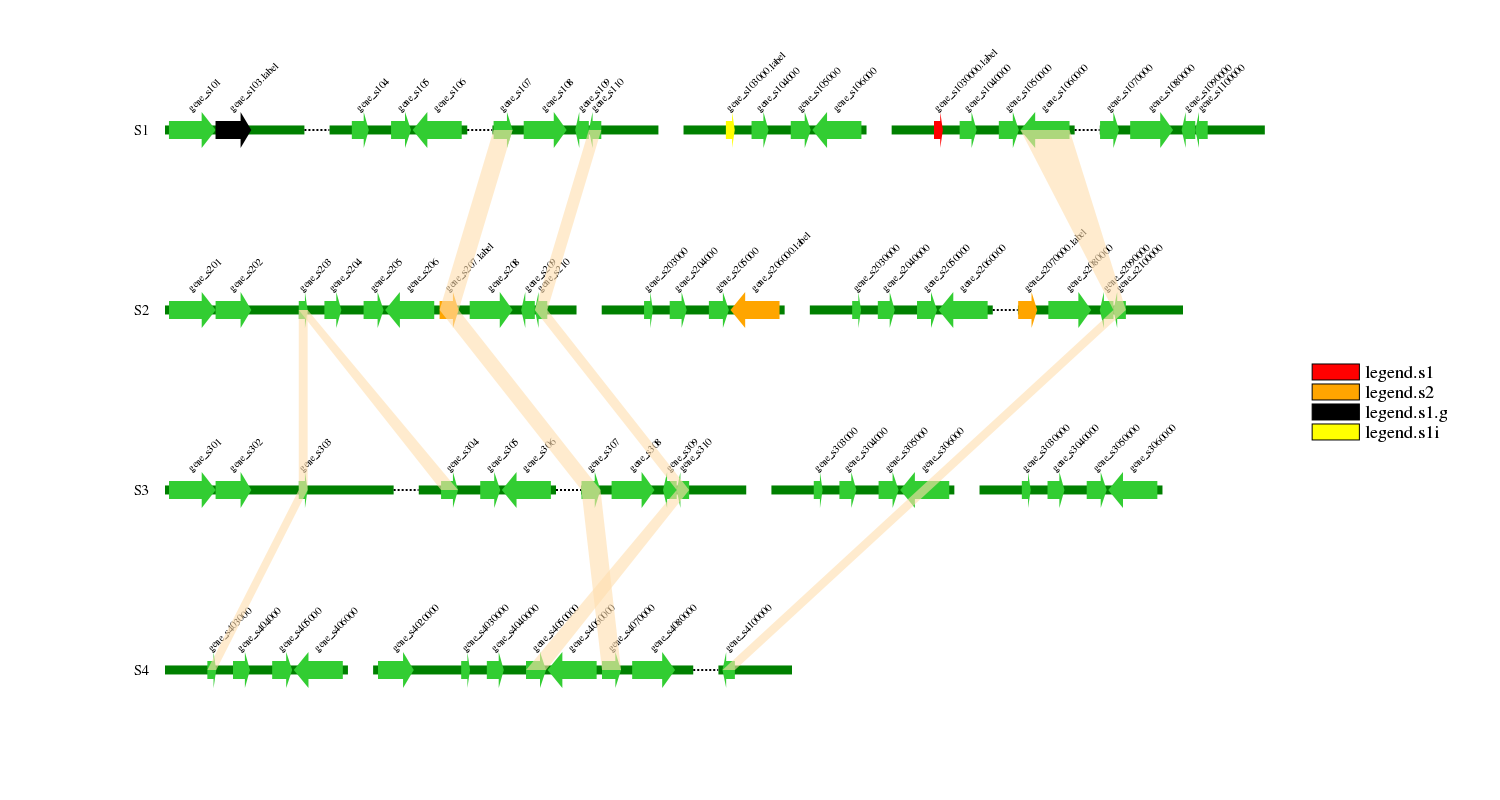 gene_s101
gene_s103.label
gene_s104
gene_s105
gene_s106
gene_s107
gene_s108
gene_s109
gene_s110
gene_s103000.label
gene_s104000
gene_s105000
gene_s106000
gene_s1030000.label
gene_s1040000
gene_s1050000
gene_s1060000
gene_s1070000
gene_s1080000
gene_s1090000
gene_s1100000
S1
gene_s201
gene_s202
gene_s203
gene_s204
gene_s205
gene_s206
gene_s207.label
gene_s208
gene_s209
gene_s210
gene_s203000
gene_s204000
gene_s205000
gene_s206000.label
gene_s2030000
gene_s2040000
gene_s2050000
gene_s2060000
gene_s2070000.label
gene_s2080000
gene_s2090000
gene_s2100000
S2
legend.s1
legend.s2
legend.s1.g
legend.s1i
gene_s301
gene_s302
gene_s303
gene_s304
gene_s305
gene_s306
gene_s307
gene_s308
gene_s309
gene_s310
gene_s303000
gene_s304000
gene_s305000
gene_s306000
gene_s3030000
gene_s3040000
gene_s3050000
gene_s3060000
S3
gene_s403000
gene_s404000
gene_s405000
gene_s406000
gene_s4020000
gene_s4030000
gene_s4040000
gene_s4050000
gene_s4060000
gene_s4070000
gene_s4080000
gene_s4100000
S4